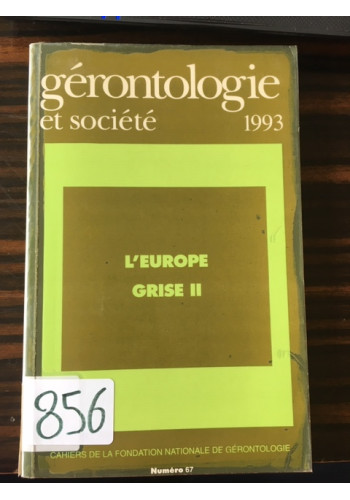 gérontologie
et société 1993
L'EUROPE
GRISE II
856
CAHIERS DE LA FONDATION NATIONALE DE GÉRONTOLOGIE
Numéro 67